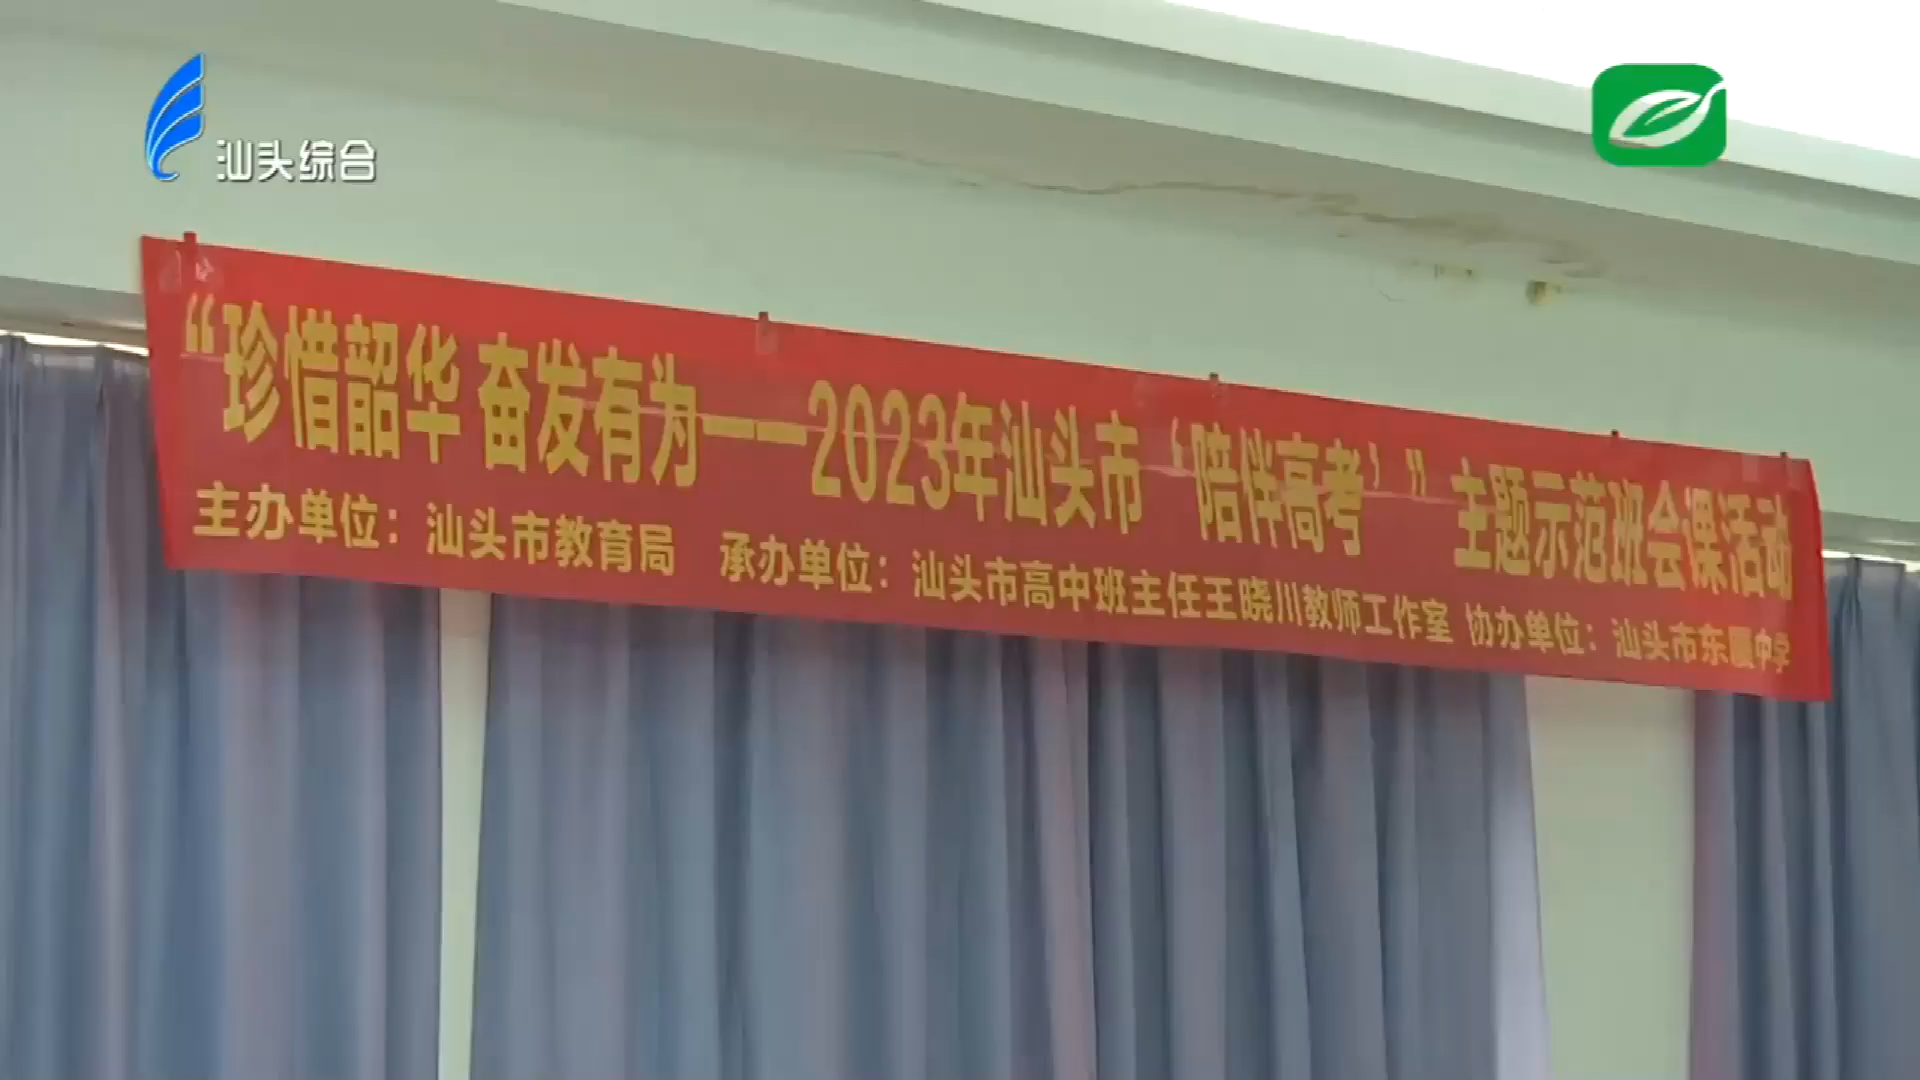 汕头综合
“珍惜韶华 奋发有为——2023年汕头市‘陪伴高考’”主题示范班会课活动
主办单位：汕头市教育局 承办单位：汕头市高中班主任王晓川教师工作室 协办单位：汕头市东厦中学